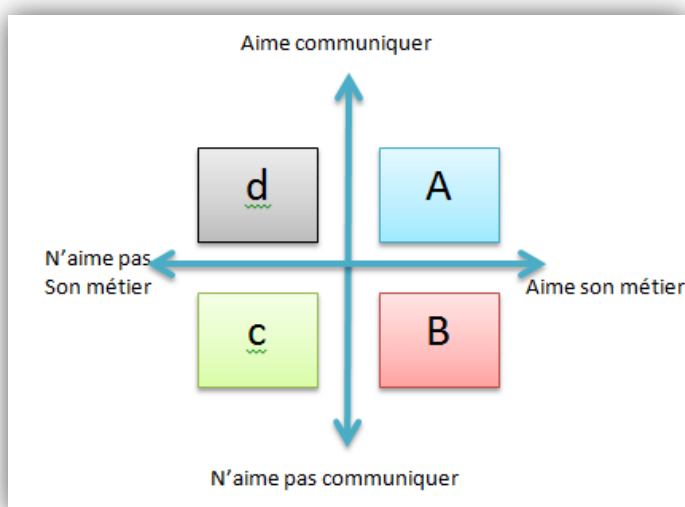 Aime communiquer
d
A
N'aime pas
Son métier
Aime son métier
c
B
N'aime pas communiquer